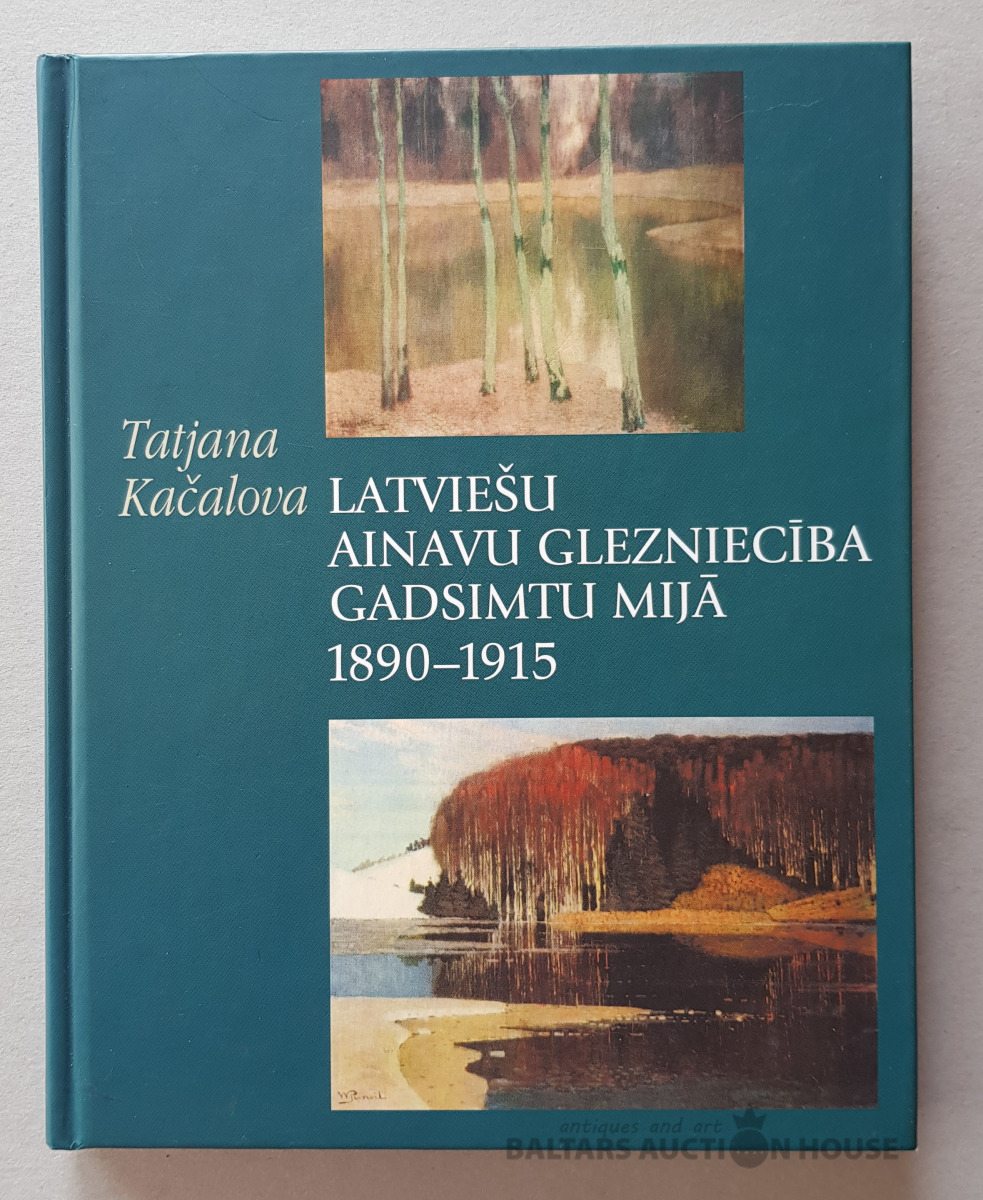 Tatjana
Kačalova
LATVIEŠU
AINAVU GLEZNIECĪBA
GADSIMTU MIJĀ
1890–1915
antiques and art
BALTARS AUCTION HOUSE